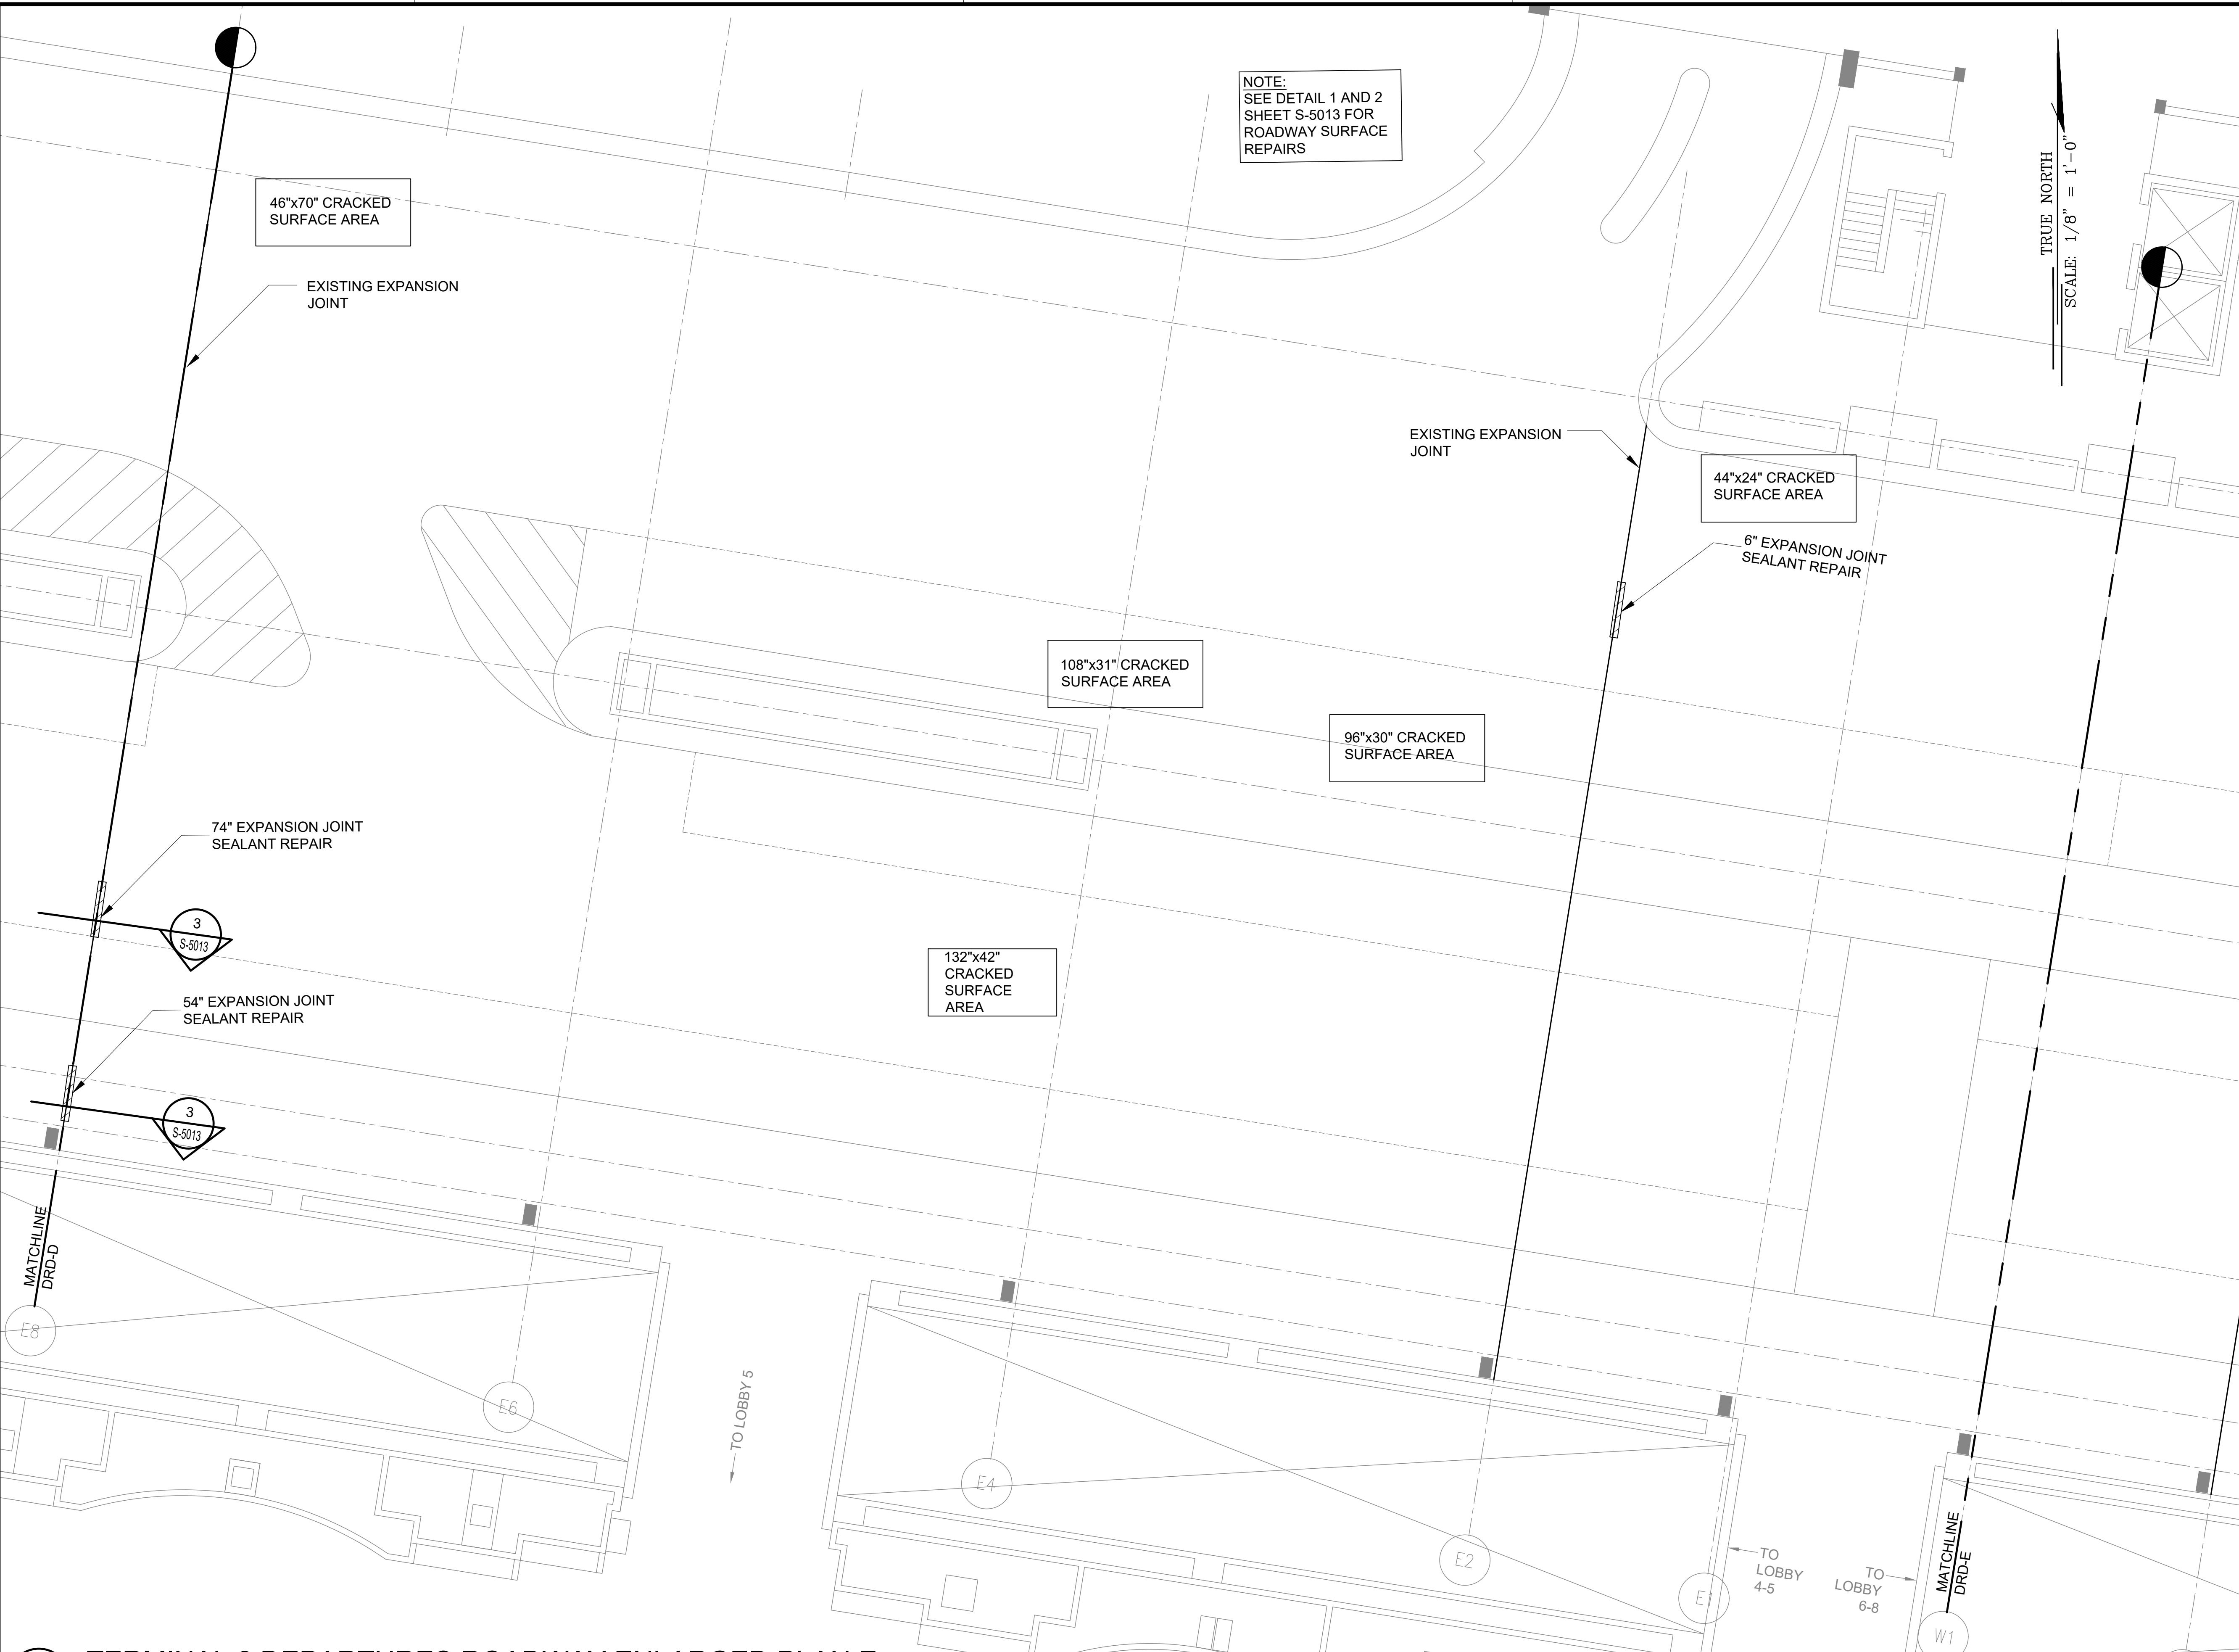 NOTE:
SEE DETAIL 1 AND 2
SHEET S-5013 FOR
ROADWAY SURFACE
REPAIRS
TRUE NORTH
SCALE: 1/8" = 1'-0"
46"x70" CRACKED
SURFACE AREA
EXISTING EXPANSION
JOINT
EXISTING EXPANSION
JOINT
44"x24" CRACKED
SURFACE AREA
6" EXPANSION JOINT
SEALANT REPAIR
108"x31" CRACKED
SURFACE AREA
96"x30" CRACKED
SURFACE AREA
74" EXPANSION JOINT
SEALANT REPAIR
3
S-5013
132"x42"
CRACKED
SURFACE
AREA
54" EXPANSION JOINT
SEALANT REPAIR
3
S-5013
MATCHLINE
DRD-D
E8
E6
TO LOBBY 5
E4
E2
E1
TO
LOBBY
4-5
TO
LOBBY
6-8
MATCHLINE
DRD-E
W1